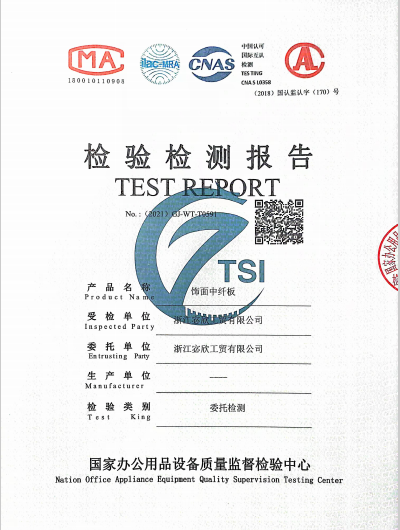 MA
180010110908
ilac-MRA
CNAS
中国认可
国际互认
检测
TESTING
CNAS L0358
(2018)国认监认字(170)号
检验检测报告
TEST REPORT
No.:(2021)GJ-WT-T0591
TSI
产品名称
Product Name
饰面中纤板
受检单位
Inspected Party
浙江宓欣工贸有限公司
委托单位
Entrusting Party
浙江宓欣工贸有限公司
生产单位
Manufacturer
——
检验类别
Test King
委托检测
国家办公用品设备质量监督检验中心
Nation Office Appliance Equipment Quality Supervision Testing Center